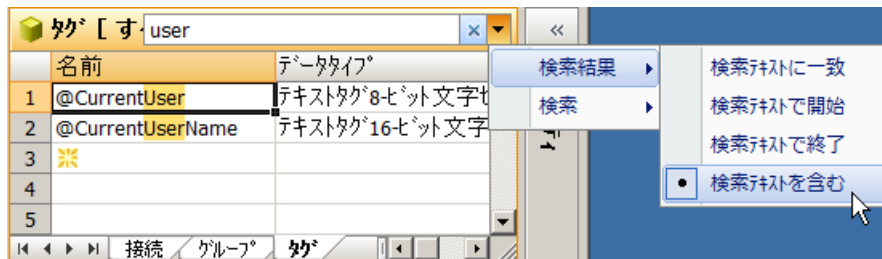 ﾀｸﾞ [ す user
名前 ﾃﾞｰﾀﾀｲﾌﾟ
1 @CurrentUser ﾃｷｽﾄﾀｸﾞ8-ﾋﾞｯﾄ文字
2 @CurrentUserName ﾃｷｽﾄﾀｸﾞ16-ﾋﾞｯﾄ文字
3
4
5
接続 ｸﾞﾙｰﾌﾟ ﾀｸﾞ
検索結果
検索
検索ﾃｷｽﾄに一致
検索ﾃｷｽﾄで開始
検索ﾃｷｽﾄで終了
検索ﾃｷｽﾄを含む